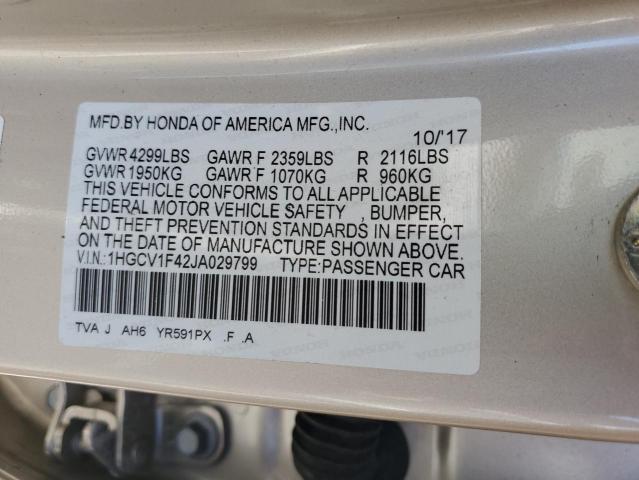 MFD.BY HONDA OF AMERICA MFG.,INC.
10/'17
GVWR 4299LBS GAWR F 2359LBS R 2116LBS
GVWR 1950KG GAWR F 1070KG R 960KG
THIS VEHICLE CONFORMS TO ALL APPLICABLE
FEDERAL MOTOR VEHICLE SAFETY , BUMPER,
AND THEFT PREVENTION STANDARDS IN EFFECT
ON THE DATE OF MANUFACTURE SHOWN ABOVE.
V.I.N.:1HGCV1F42JA029799 TYPE:PASSENGER CAR
TVA J AH6 YR591PX .F .A